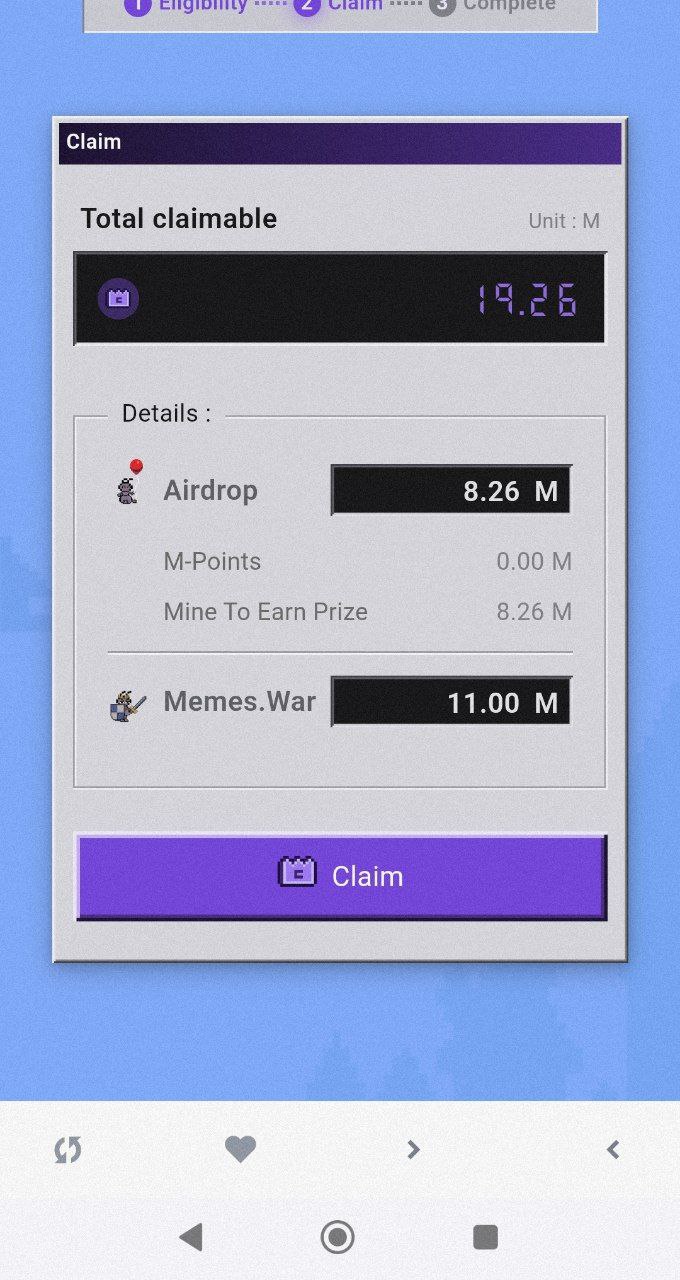 1 Eligibility 2 Claim 3 Complete
Claim
Total claimable Unit : M
19.26
Details :
Airdrop 8.26 M
M-Points 0.00 M
Mine To Earn Prize 8.26 M
Memes.War 11.00 M
Claim